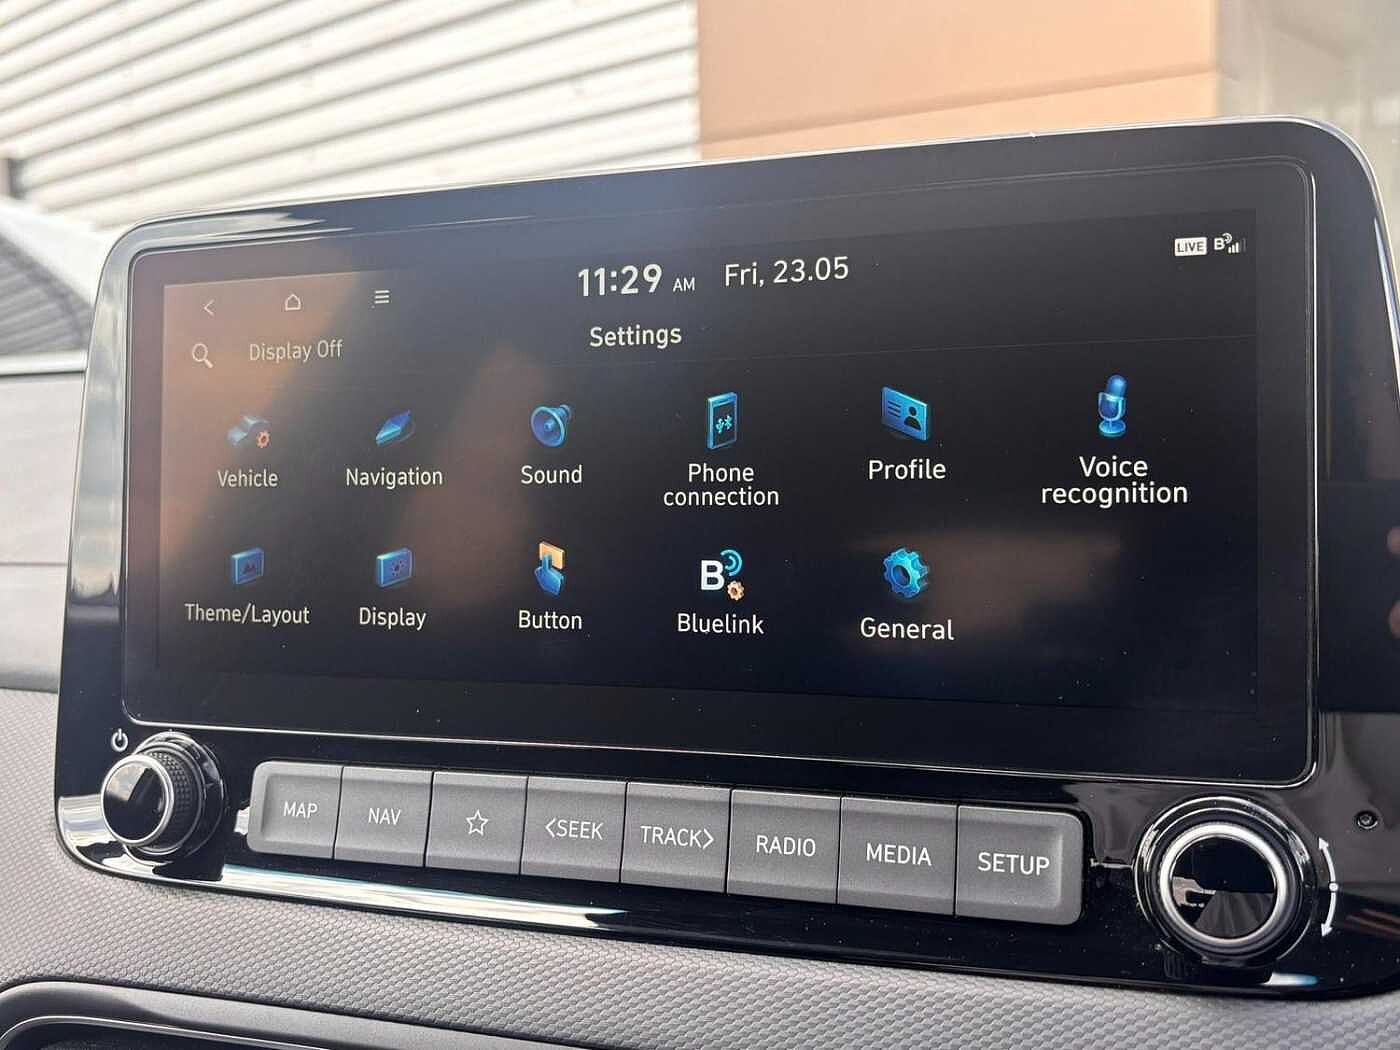 11:29 AM Fri, 23.05
LIVE B
Settings
Display Off
Vehicle
Navigation
Sound
Phone
connection
Profile
Voice
recognition
Theme/Layout
Display
Button
B
Bluelink
General
MAP
NAV
<SEEK
TRACK>
RADIO
MEDIA
SETUP